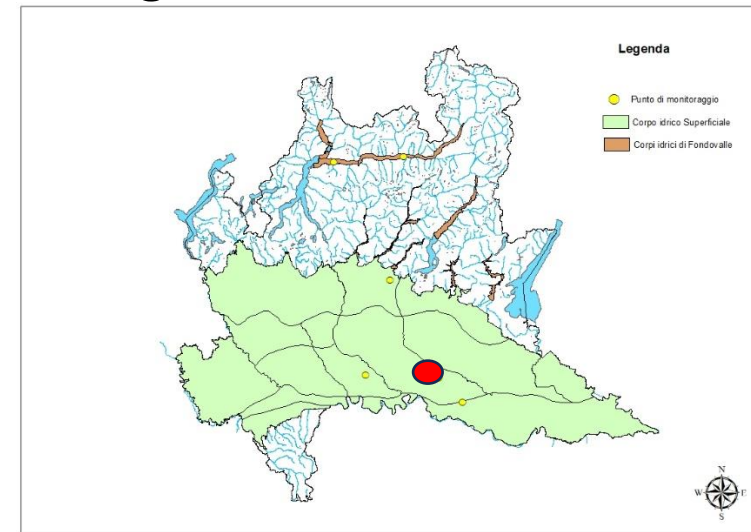 Legenda
Punto di monitoraggio
Corpo idrico Superficiale
Corpi idrici di Fondovalle
N
W E
S